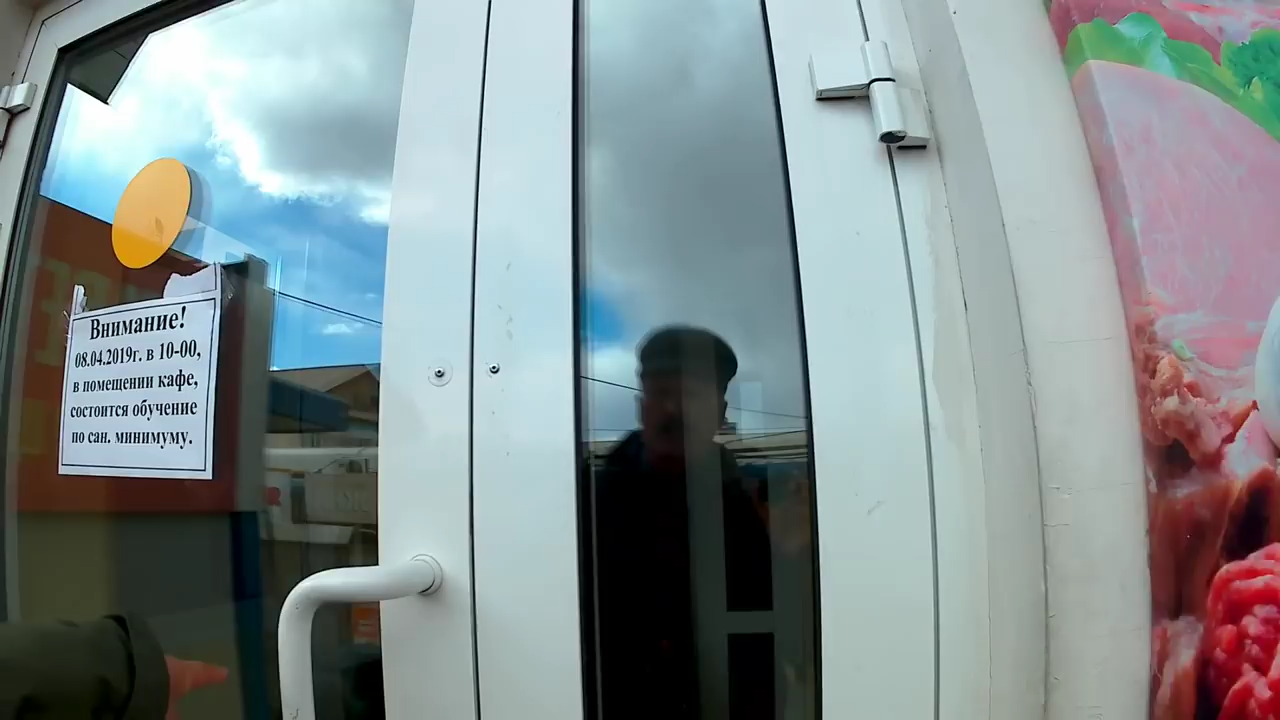 Внимание!
08.04.2019г. в 10-00,
в помещении кафе,
состоится обучение
по сан. минимуму.